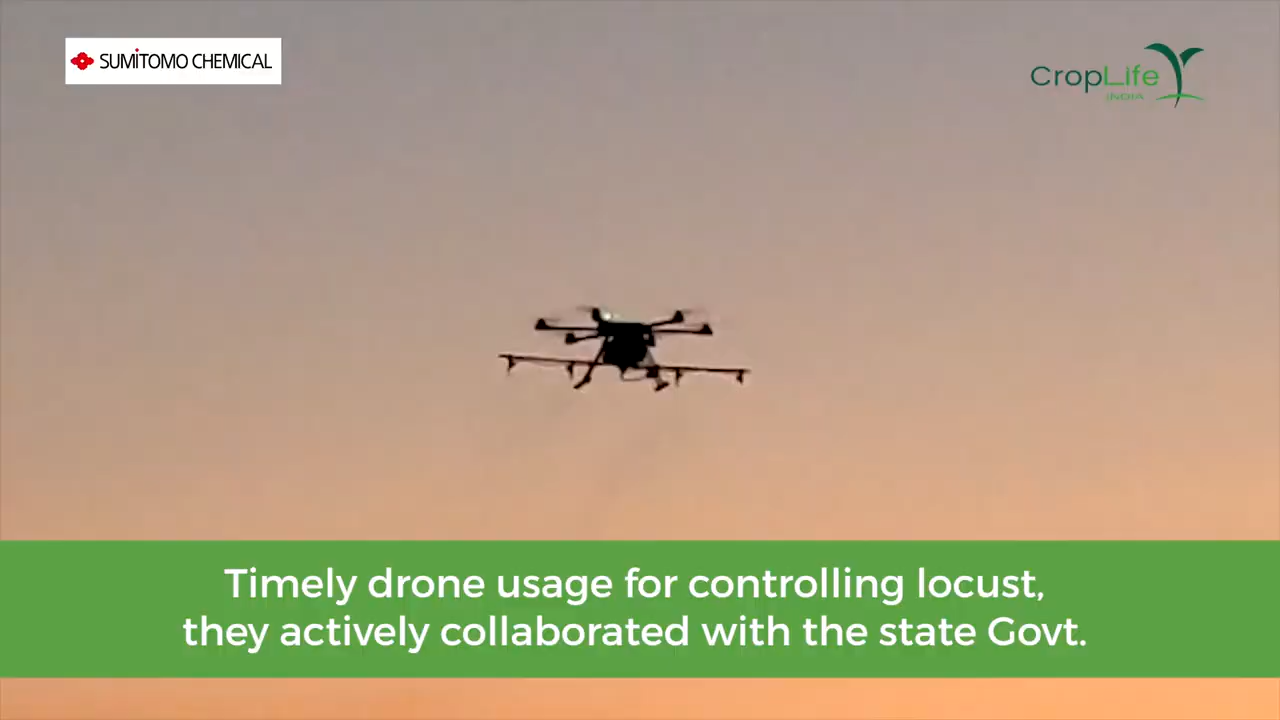 SUMITOMO CHEMICAL
CropLife
INDIA
Timely drone usage for controlling locust,
they actively collaborated with the state Govt.